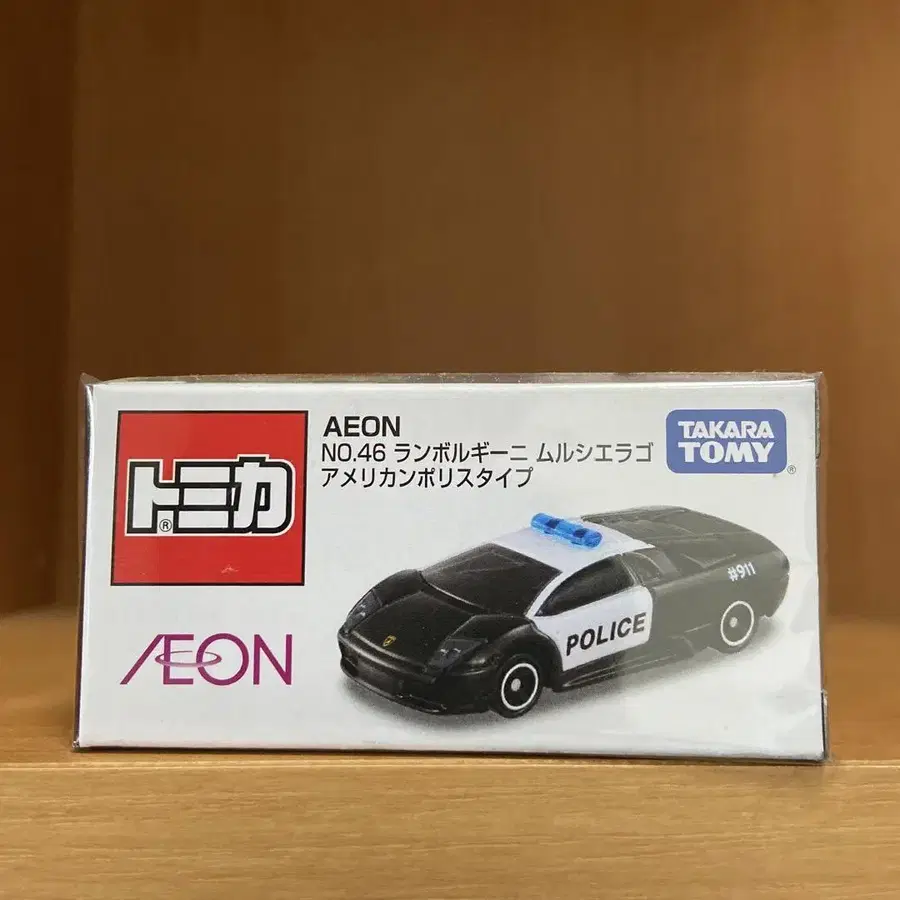 トミカ®
AEON
AEON
NO.46 ランボルギーニ ムルシエラゴ
アメリカンポリスタイプ
TAKARA
TOMY®
#911
POLICE